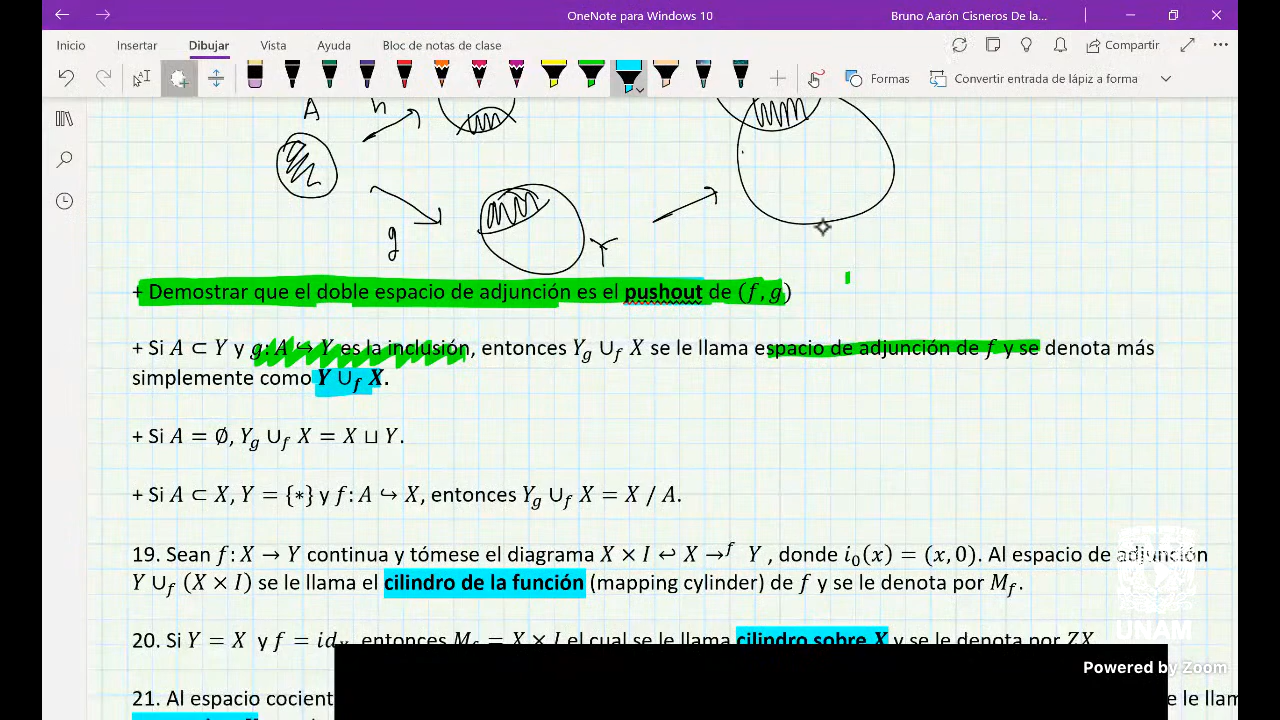 OneNote para Windows 10
Bruno Aarón Cisneros De la...
Inicio Insertar Dibujar Vista Ayuda Bloc de notas de clase Compartir
Formas Convertir entrada de lápiz a forma
A h
g Y
+ Demostrar que el doble espacio de adjunción es el pushout de (f, g)
+ Si A ⊂ Y y g: A ↪ Y es la inclusión, entonces Y_g ∪_f X se le llama espacio de adjunción de f y se denota más
simplemente como Y ∪_f X.
+ Si A = ∅, Y_g ∪_f X = X ⊔ Y.
+ Si A ⊂ X, Y = {∗} y f: A ↪ X, entonces Y_g ∪_f X = X / A.
19. Sean f: X → Y continua y tómese el diagrama X × I ↩ X →^f Y , donde i_0(x) = (x, 0). Al espacio de adjunción
Y ∪_f (X × I) se le llama el cilindro de la función (mapping cylinder) de f y se le denota por M_f.
20. Si Y = X y f = id_X entonces M_f = X × I el cual se le llama cilindro sobre X y se le denota por ZX
21. Al espacio cocient
e le llam
UNAM
Powered by Zoom